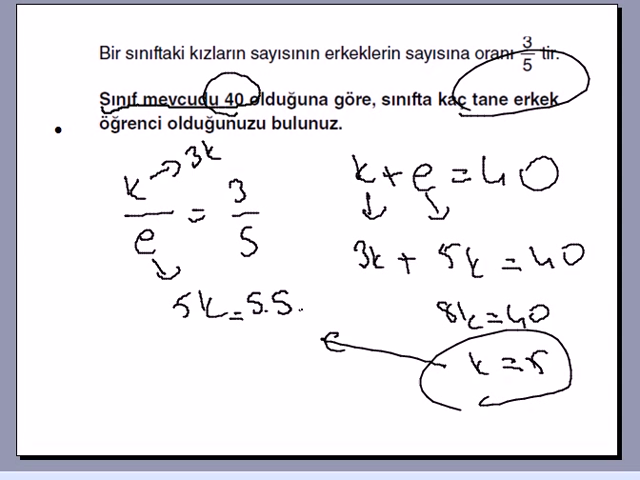 Bir sınıftaki kızların sayısının erkeklerin sayısına oranı 3/5 tir.
Sınıf mevcudu 40 olduğuna göre, sınıfta kaç tane erkek
öğrenci olduğunuzu bulunuz.
k/e = 3/5
3k
5k = 5.5.
k + e = 40
3k + 5k = 40
8k = 40
k = 5